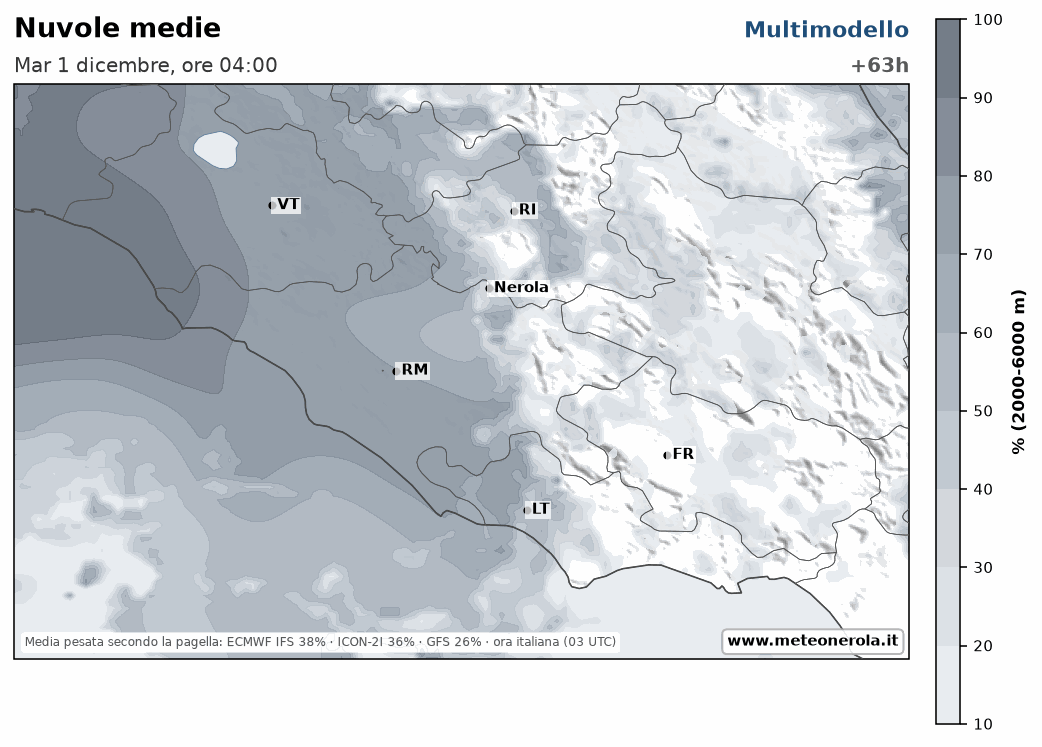 Nuvole medie
Multimodello
Mar 1 dicembre, ore 04:00
+63h
100
90
80
70
60
50
40
30
20
10
% (2000-6000 m)
VT
RI
Nerola
RM
FR
LT
Media pesata secondo la pagella: ECMWF IFS 38% · ICON-2I 36% · GFS 26% · ora italiana (03 UTC)
www.meteonerola.it